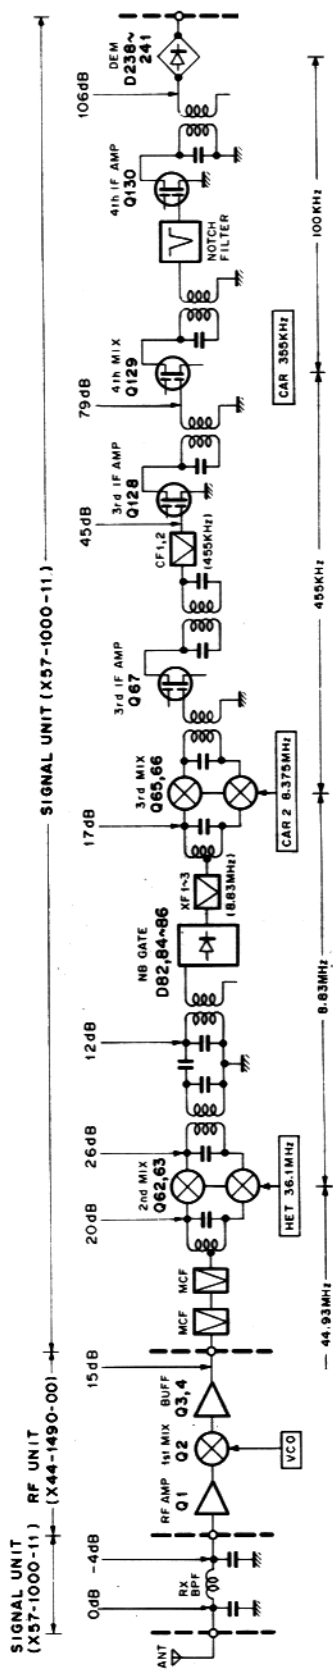 SIGNAL UNIT
(X57-1000-11)
RF UNIT
(X44-1490-00)
SIGNAL UNIT (X57-1000-11)
ANT
0dB
-4dB
RX
BPF
RF AMP
Q1
1st MIX
Q2
VCO
BUFF
Q3,4
15dB
MCF
MCF
20dB
2nd MIX
Q62,63
26dB
HET 36.1MHz
12dB
NB GATE
D82,84~86
XF1~3
(8.83MHz)
17dB
3rd MIX
Q65,66
CAR 2 8.375MHz
3rd IF AMP
Q67
CF1,2
(455KHz)
45dB
3rd IF AMP
Q128
79dB
4th MIX
Q129
CAR 355KHz
NOTCH
FILTER
4th IF AMP
Q130
106dB
DEM
D238~
241
44.93MHz
8.83MHz
455KHz
100KHz